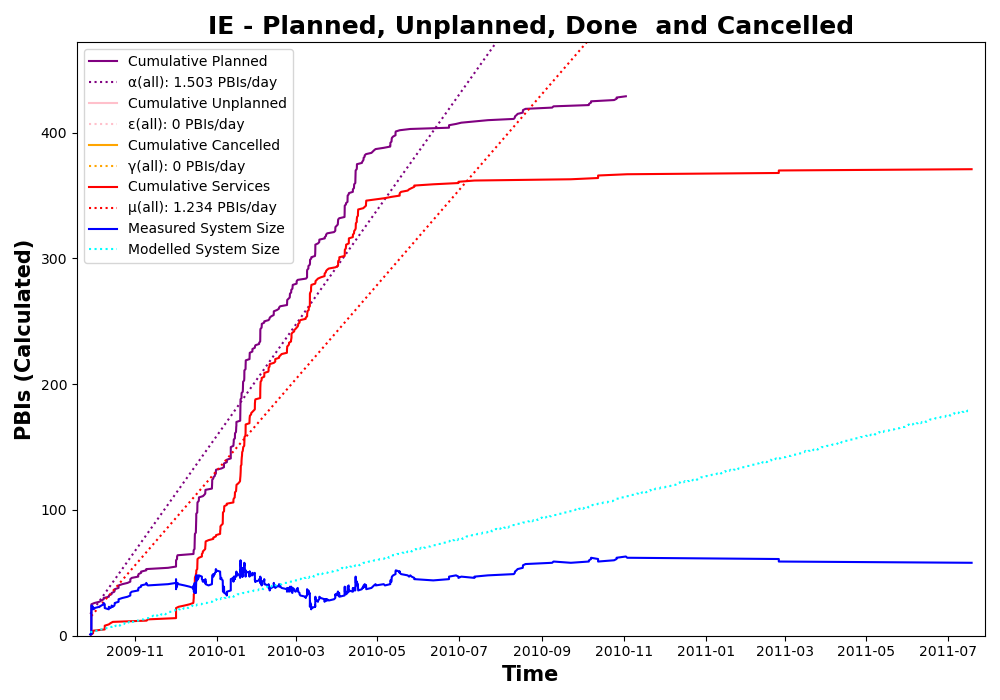 IE - Planned, Unplanned, Done  and Cancelled
Cumulative Planned
α(all): 1.503 PBIs/day
Cumulative Unplanned
ε(all): 0 PBIs/day
Cumulative Cancelled
γ(all): 0 PBIs/day
Cumulative Services
μ(all): 1.234 PBIs/day
Measured System Size
Modelled System Size
PBIs (Calculated)
400
300
200
100
0
2009-11 2010-01 2010-03 2010-05 2010-07 2010-09 2010-11 2011-01 2011-03 2011-05 2011-07
Time